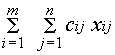 m n
Σ Σ cij xij
i = 1 j = 1